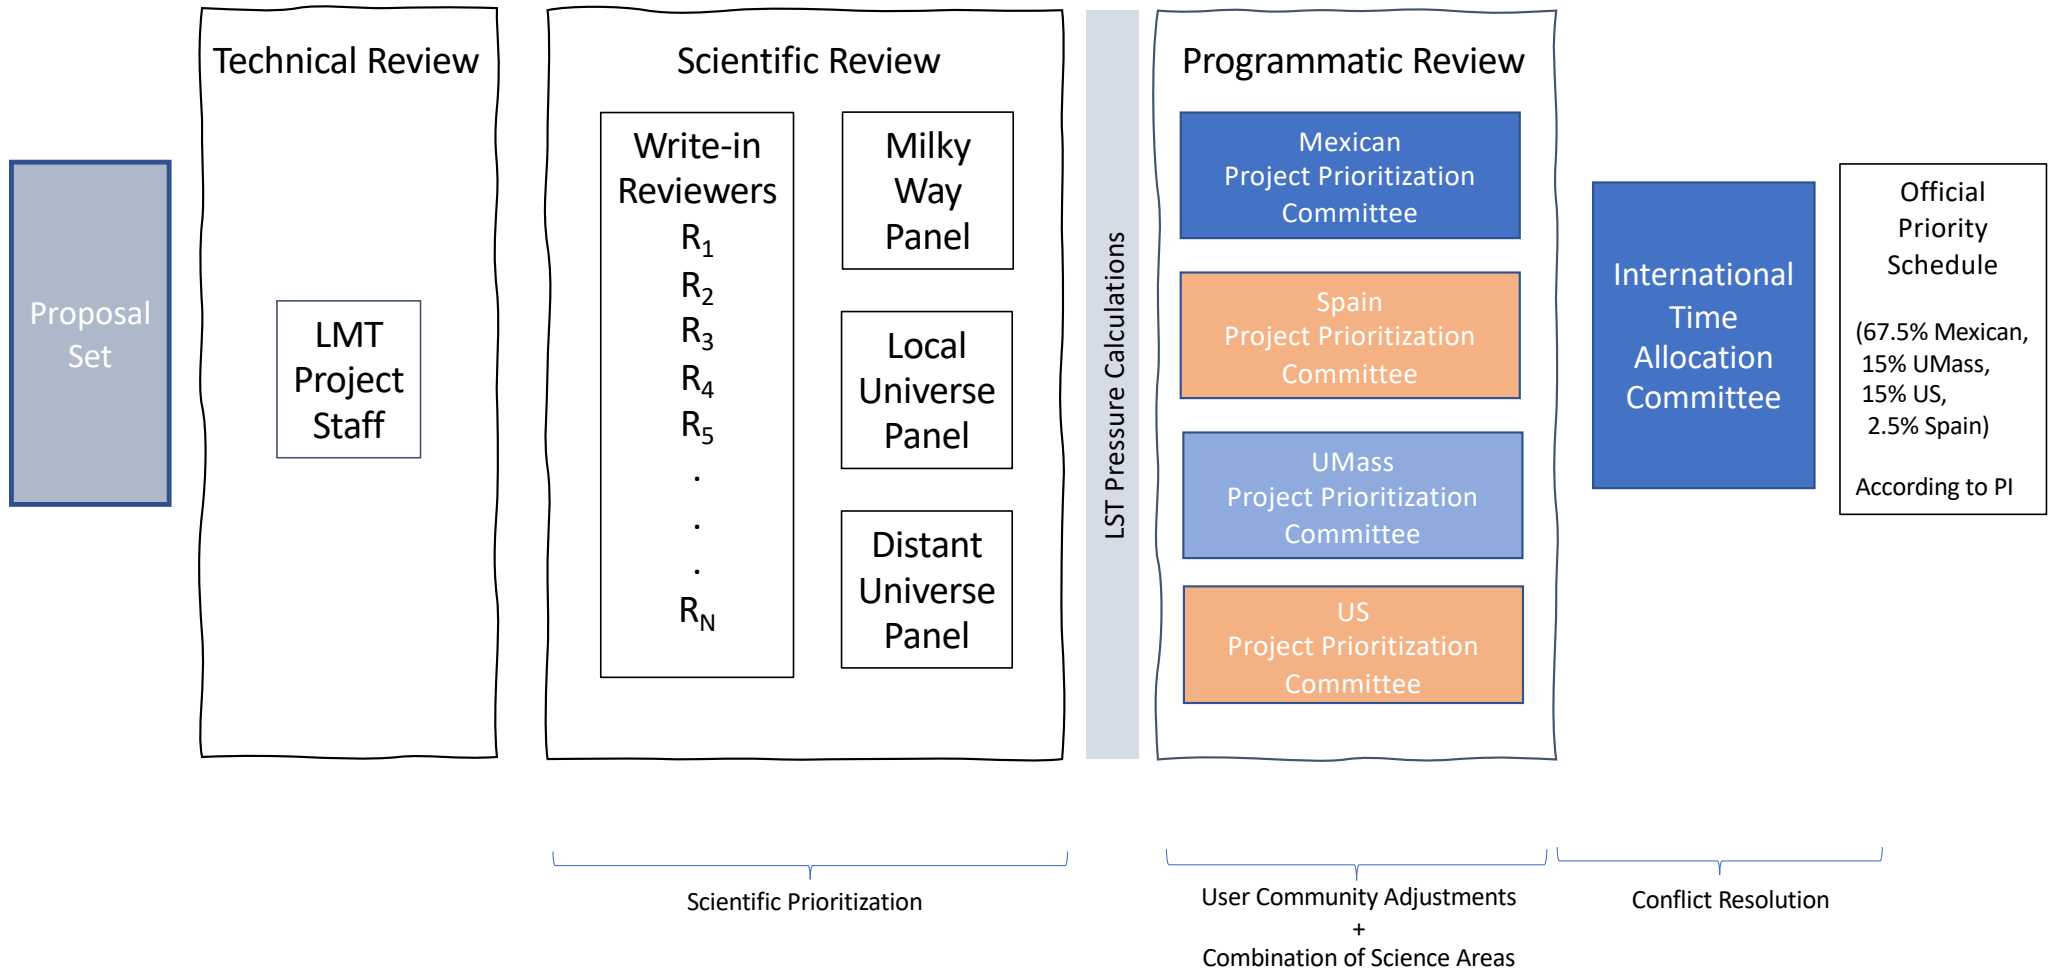 Proposal
Set
Technical Review
LMT
Project
Staff
Scientific Review
Write-in
Reviewers
R1
R2
R3
R4
R5
.
.
.
RN
Milky
Way
Panel
Local
Universe
Panel
Distant
Universe
Panel
LST Pressure Calculations
Programmatic Review
Mexican
Project Prioritization
Committee
Spain
Project Prioritization
Committee
UMass
Project Prioritization
Committee
US
Project Prioritization
Committee
International
Time
Allocation
Committee
Official
Priority
Schedule
(67.5% Mexican,
15% UMass,
15% US,
2.5% Spain)
According to PI
Scientific Prioritization
User Community Adjustments
+
Combination of Science Areas
Conflict Resolution